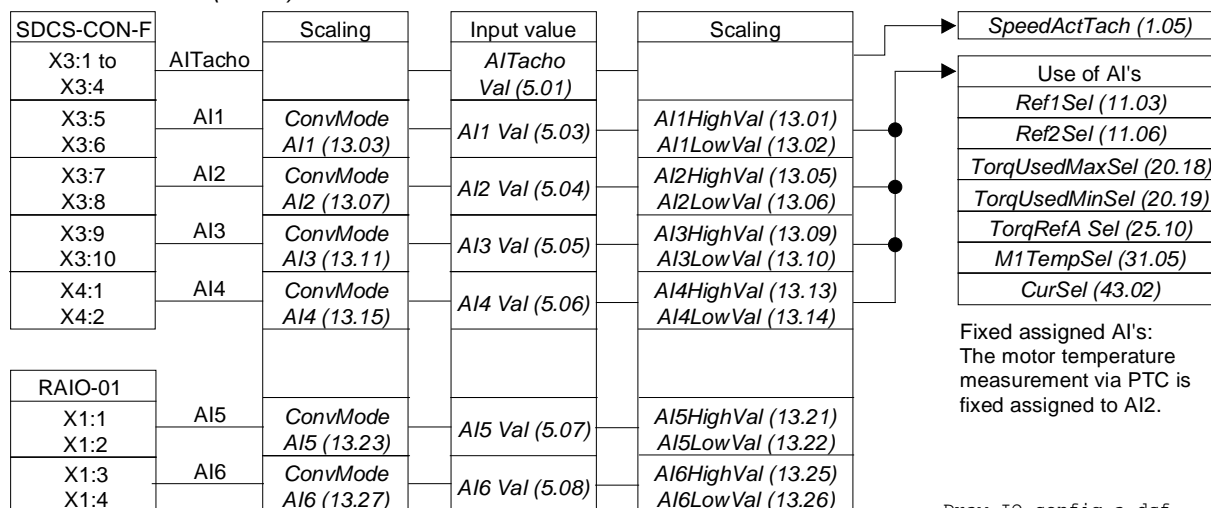 SDCS-CON-F
X3:1 to
X3:4
X3:5
X3:6
X3:7
X3:8
X3:9
X3:10
X4:1
X4:2
RAIO-01
X1:1
X1:2
X1:3
X1:4
AITacho
AI1
AI2
AI3
AI4
AI5
AI6
Scaling
ConvMode
AI1 (13.03)
ConvMode
AI2 (13.07)
ConvMode
AI3 (13.11)
ConvMode
AI4 (13.15)
ConvMode
AI5 (13.23)
ConvMode
AI6 (13.27)
Input value
AITacho
Val (5.01)
AI1 Val (5.03)
AI2 Val (5.04)
AI3 Val (5.05)
AI4 Val (5.06)
AI5 Val (5.07)
AI6 Val (5.08)
Scaling
AI1HighVal (13.01)
AI1LowVal (13.02)
AI2HighVal (13.05)
AI2LowVal (13.06)
AI3HighVal (13.09)
AI3LowVal (13.10)
AI4HighVal (13.13)
AI4LowVal (13.14)
AI5HighVal (13.21)
AI5LowVal (13.22)
AI6HighVal (13.25)
AI6LowVal (13.26)
SpeedActTach (1.05)
Use of AI's
Ref1Sel (11.03)
Ref2Sel (11.06)
TorqUsedMaxSel (20.18)
TorqUsedMinSel (20.19)
TorqRefA Sel (25.10)
M1TempSel (31.05)
CurSel (43.02)
Fixed assigned AI's:
The motor temperature
measurement via PTC is
fixed assigned to AI2.